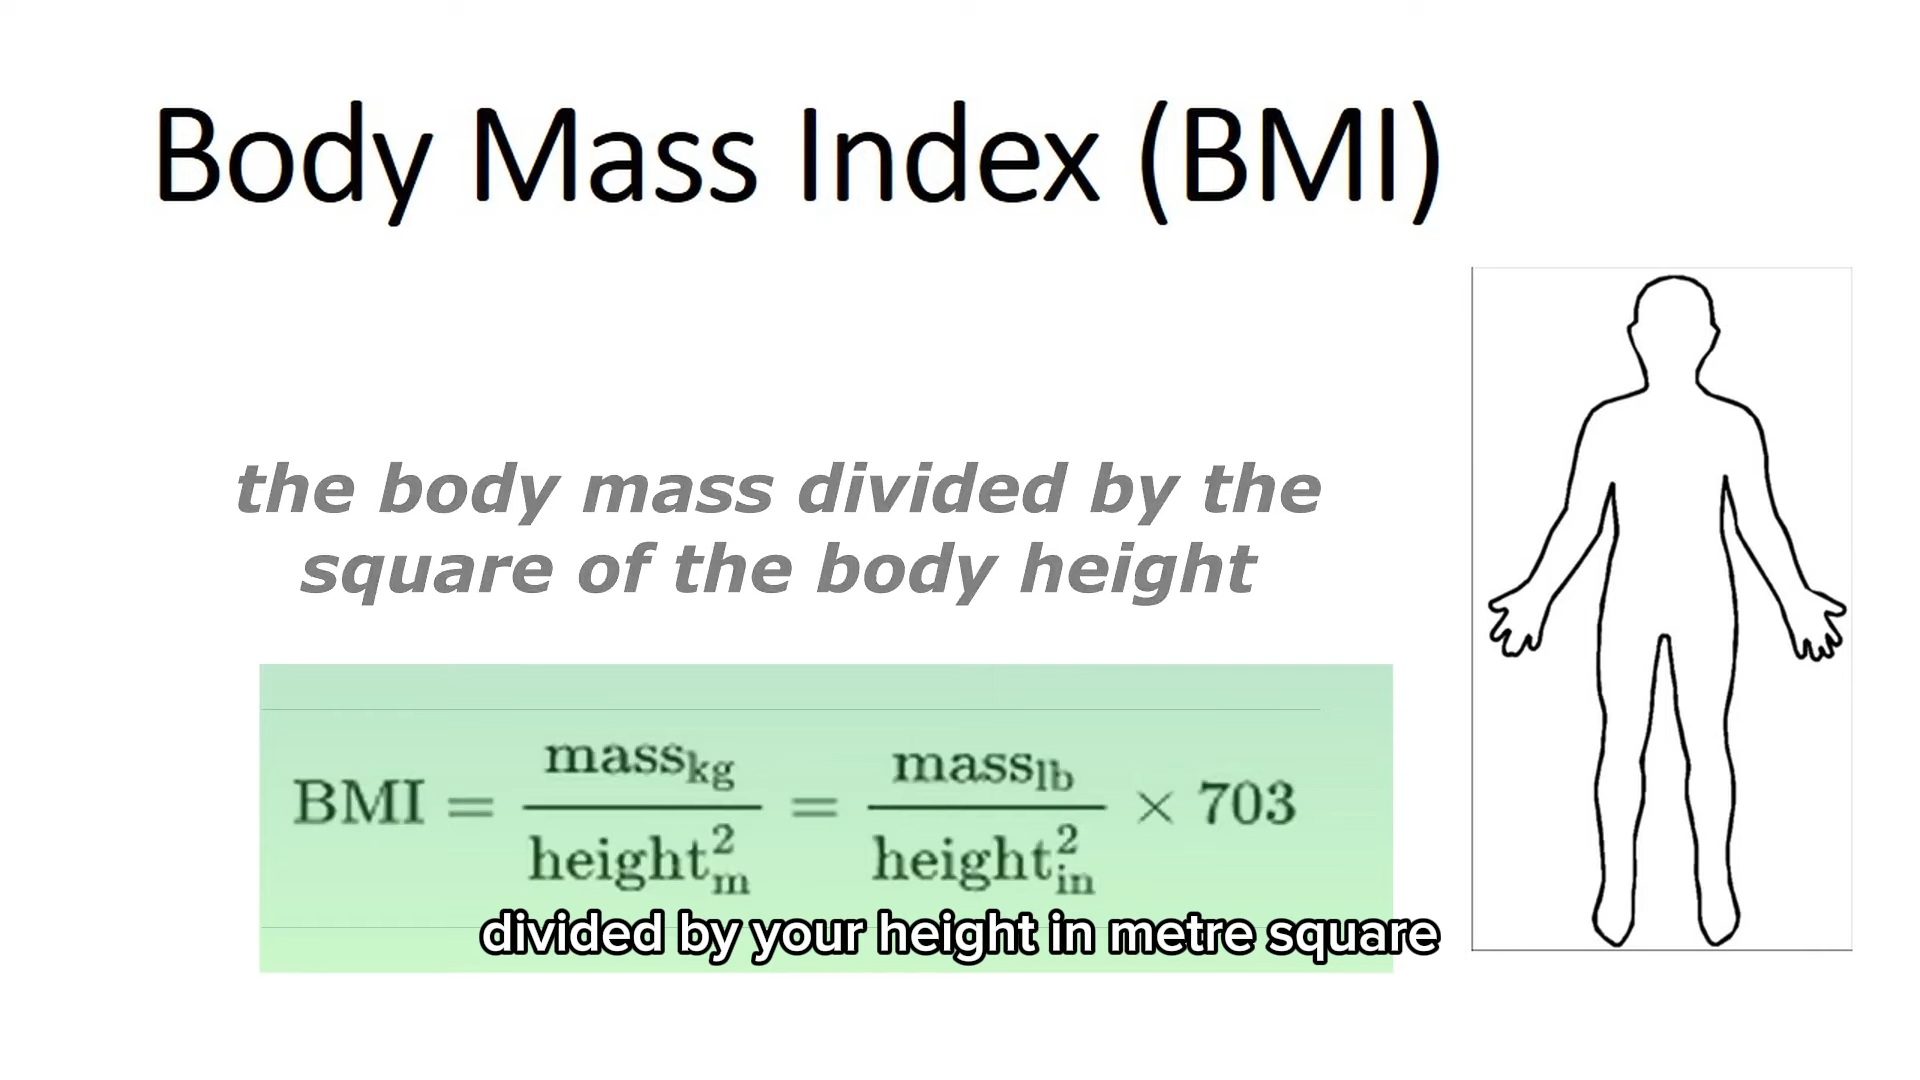 Body Mass Index (BMI)
the body mass divided by the
square of the body height
BMI = mass_kg / height_m^2 = mass_lb / height_in^2 × 703
divided by your height in metre square